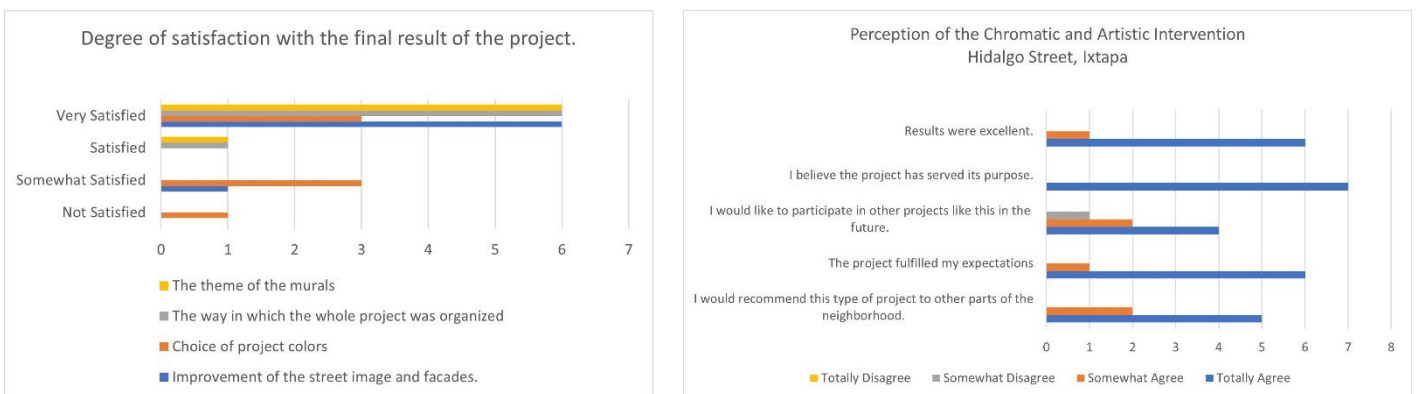 Degree of satisfaction with the final result of the project.
Very Satisfied
Satisfied
Somewhat Satisfied
Not Satisfied
0 1 2 3 4 5 6 7
The theme of the murals
The way in which the whole project was organized
Choice of project colors
Improvement of the street image and facades.
Perception of the Chromatic and Artistic Intervention
Hidalgo Street, Ixtapa
Results were excellent.
I believe the project has served its purpose.
I would like to participate in other projects like this in the
future.
The project fulfilled my expectations
I would recommend this type of project to other parts of the
neighborhood.
0 1 2 3 4 5 6 7 8
Totally Disagree Somewhat Disagree Somewhat Agree Totally Agree